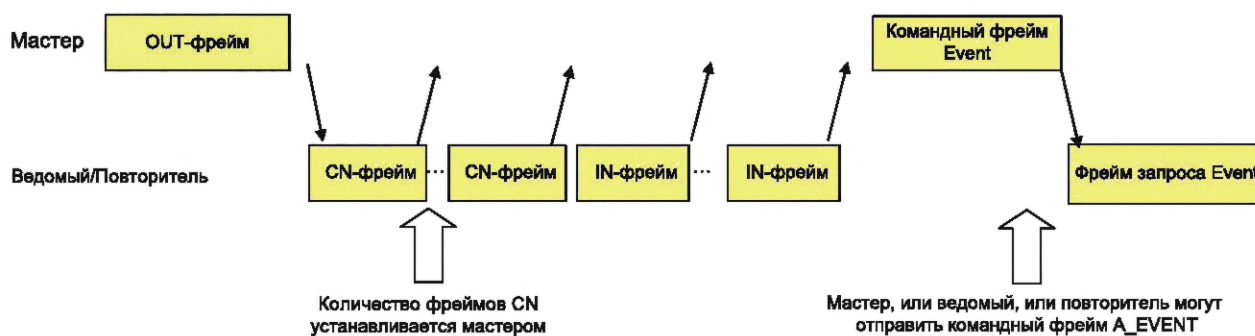 Мастер
OUT-фрейм
Командный фрейм
Event
Ведомый/Повторитель
CN-фрейм
...
CN-фрейм
IN-фрейм
...
IN-фрейм
Фрейм запроса Event
Количество фреймов CN
устанавливается мастером
Мастер, или ведомый, или повторитель могут
отправить командный фрейм A_EVENT